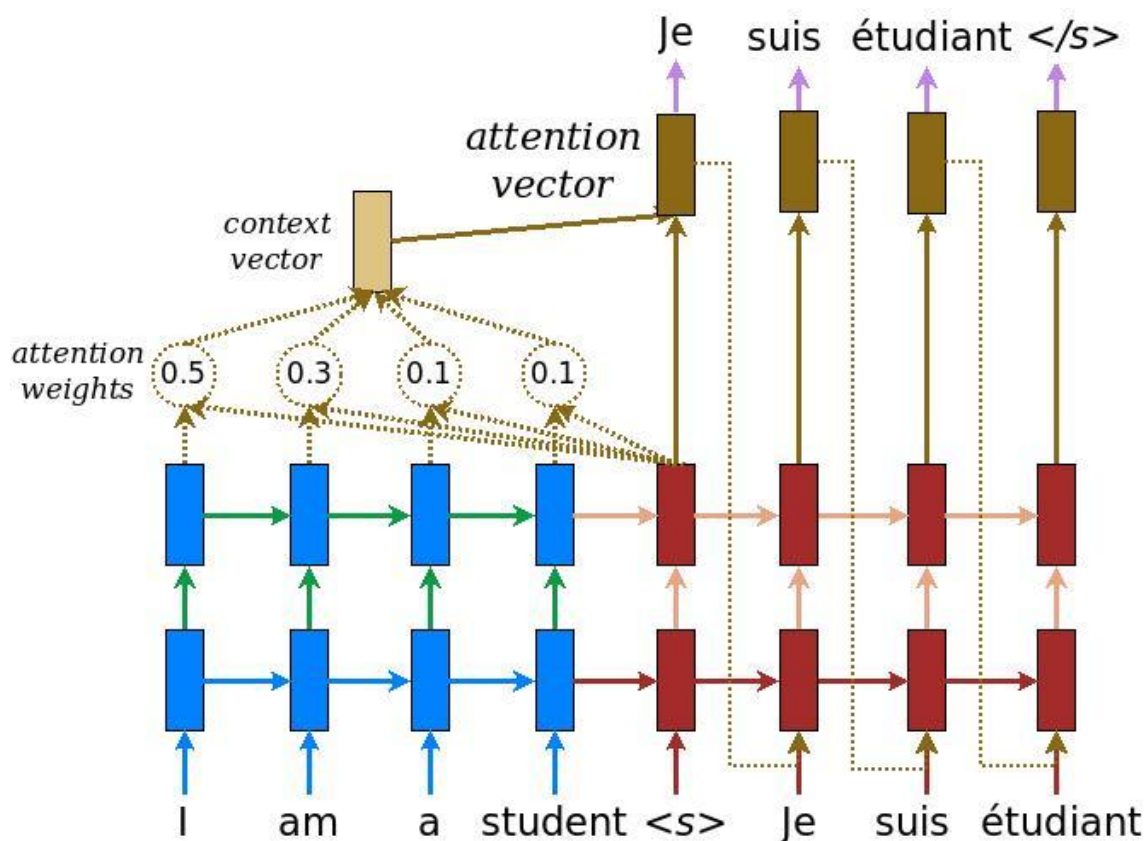 Je suis étudiant </s>
attention
vector
context
vector
attention
weights
0.5 0.3 0.1 0.1
I am a student <s> Je suis étudiant